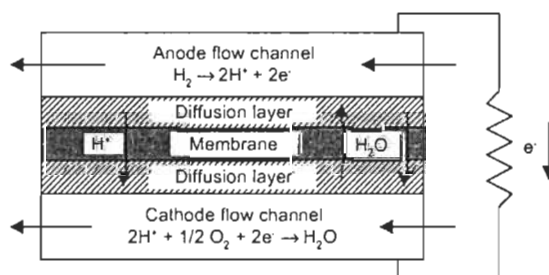 Anode flow channel
H₂ → 2H⁺ + 2e⁻
Diffusion layer
H⁺
Membrane
H₂O
e⁻
Diffusion layer
Cathode flow channel
2H⁺ + 1/2 O₂ + 2e⁻ → H₂O